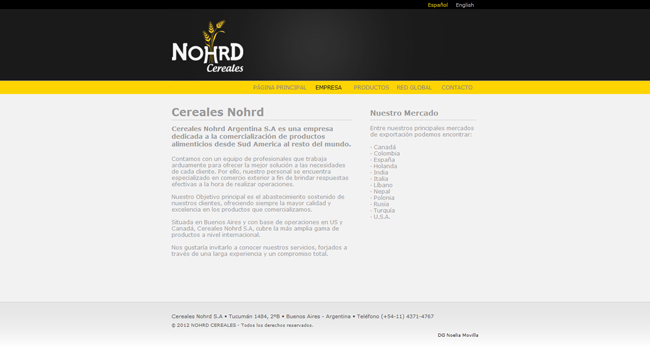 Español English
NOHRD
Cereales
PÁGINA PRINCIPAL EMPRESA PRODUCTOS RED GLOBAL CONTACTO
Cereales Nohrd
Cereales Nohrd Argentina S.A es una empresa
dedicada a la comercialización de productos
alimenticios desde Sud America al resto del mundo.
Contamos con un equipo de profesionales que trabaja
arduamente para ofrecer la mejor solución a las necesidades
de cada cliente. Por ello, nuestro personal se encuentra
especializado en comercio exterior a fin de brindar respuestas
efectivas a la hora de realizar operaciones.
Nuestro Objetivo principal es el abastecimiento sostenido de
nuestros clientes, ofreciendo siempre la mayor calidad y
excelencia en los productos que comercializamos.
Situada en Buenos Aires y con base de operaciones en US y
Canadá, Cereales Nohrd S.A, cubre la más amplia gama de
productos a nivel internacional.
Nos gustaría invitarlo a conocer nuestros servicios, forjados a
través de una larga experiencia y un compromiso total.
Nuestro Mercado
Entre nuestros principales mercados
de exportación podemos encontrar:
- Canadá
- Colombia
- España
- Holanda
- India
- Italia
- Líbano
- Nepal
- Polonia
- Rusia
- Turquía
- U.S.A.
Cereales Nohrd S.A • Tucumán 1484, 2ºB • Buenos Aires - Argentina • Teléfono (+54-11) 4371-4767
© 2012 NOHRD CEREALES - Todos los derechos reservados.
DG Noelia Movilla